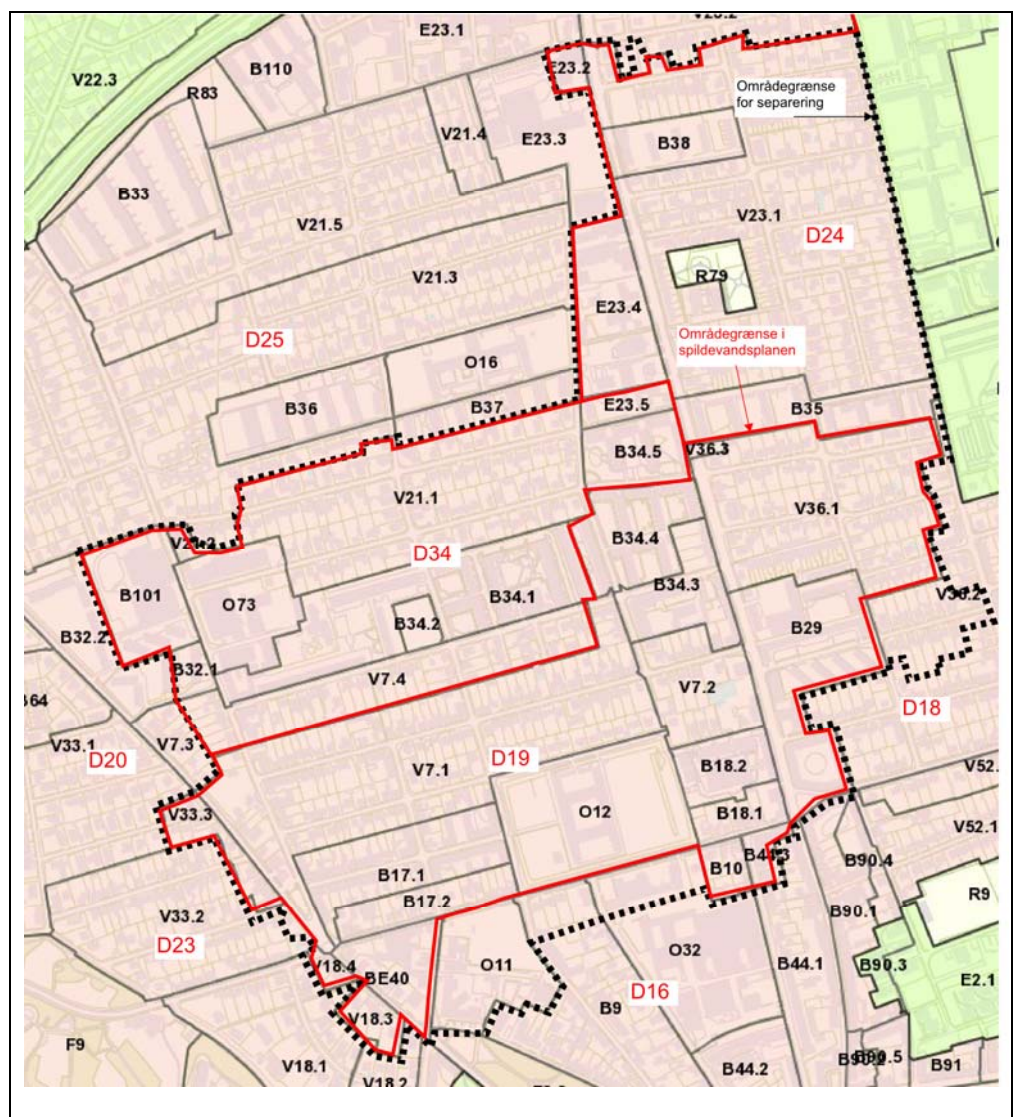 E23.1
V22.3
B110
R83
E23.2
Områdegrænse
for separering
V21.4
E23.3
B38
B33
V21.5
V23.1
D24
V21.3
R79
E23.4
Områdegrænse i
spildevandsplanen
D25
O16
B36
B37
E23.5
B35
B34.5
V36.3
V21.1
V36.1
B34.4
D34
B101
O73
B34.1
B34.3
B34.2
B29
B32.2
B32.1
V7.4
V7.2
D18
V33.1
V7.3
D20
D19
V7.1
B18.2
V33.3
O12
B18.1
V52.1
B10
B90.4
B17.1
B17.2
R9
V33.2
B90.1
D23
O11
O32
V18.4
BE40
B44.1
B90.3
E2.1
D16
B9
V18.3
F9
V18.1
V18.2
B44.2
B91